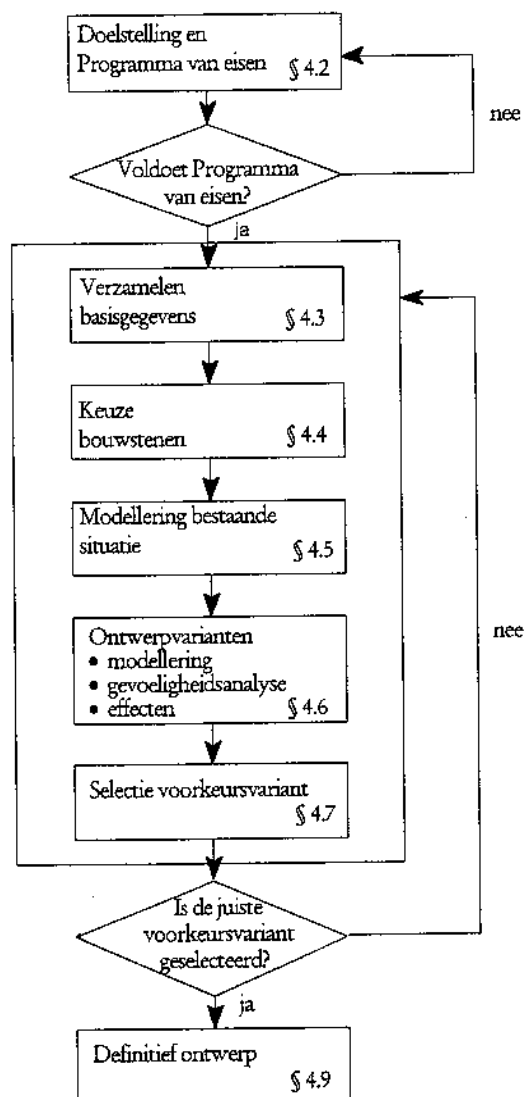 Doelstelling en
Programma van eisen § 4.2
nee
Voldoet Programma
van eisen?
ja
Verzamelen
basisgegevens § 4.3
Keuze
bouwstenen § 4.4
Modellering bestaande
situatie § 4.5
Ontwerpvarianten
• modellering
• gevoeligheidsanalyse
• effecten § 4.6
nee
Selectie voorkeursvariant
§ 4.7
Is de juiste
voorkeursvariant
geselecteerd?
ja
Definitief ontwerp
§ 4.9